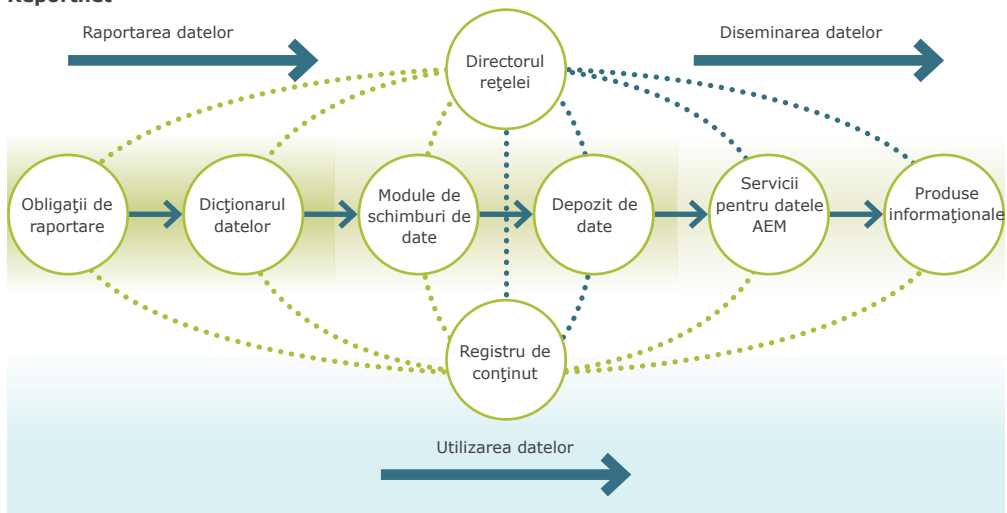 Reportnet
Raportarea datelor
Diseminarea datelor
Directorul
reţelei
Obligaţii de
raportare
Dicţionarul
datelor
Module de
schimburi de
date
Depozit de
date
Servicii
pentru datele
AEM
Produse
informaţionale
Registru de
conţinut
Utilizarea datelor